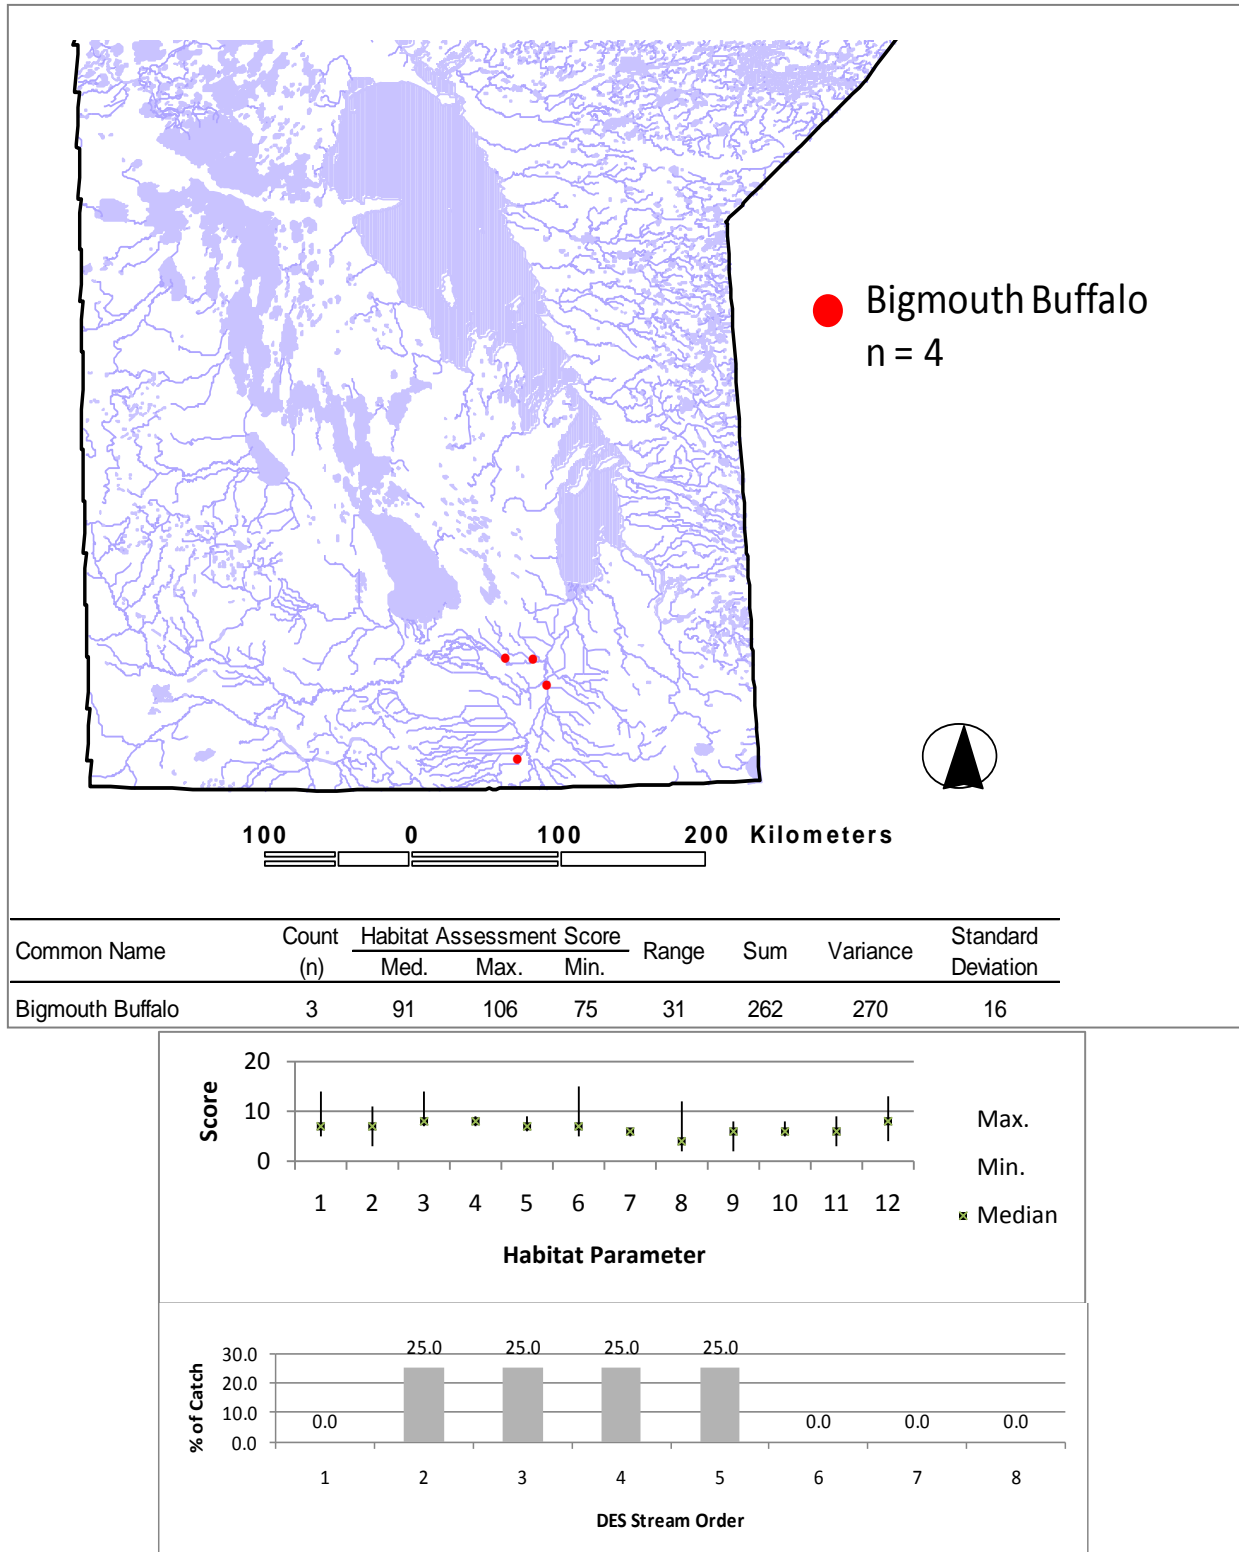 Bigmouth Buffalo
n = 4
100 0 100 200 Kilometers
Common Name Count (n) Habitat Assessment Score Range Sum Variance Standard Deviation
Med. Max. Min.
Bigmouth Buffalo 3 91 106 75 31 262 270 16
Score
20
10
0
1 2 3 4 5 6 7 8 9 10 11 12
Habitat Parameter
Max.
Min.
Median
% of Catch
30.0
20.0
10.0
0.0
0.0 25.0 25.0 25.0 25.0 0.0 0.0 0.0
1 2 3 4 5 6 7 8
DES Stream Order